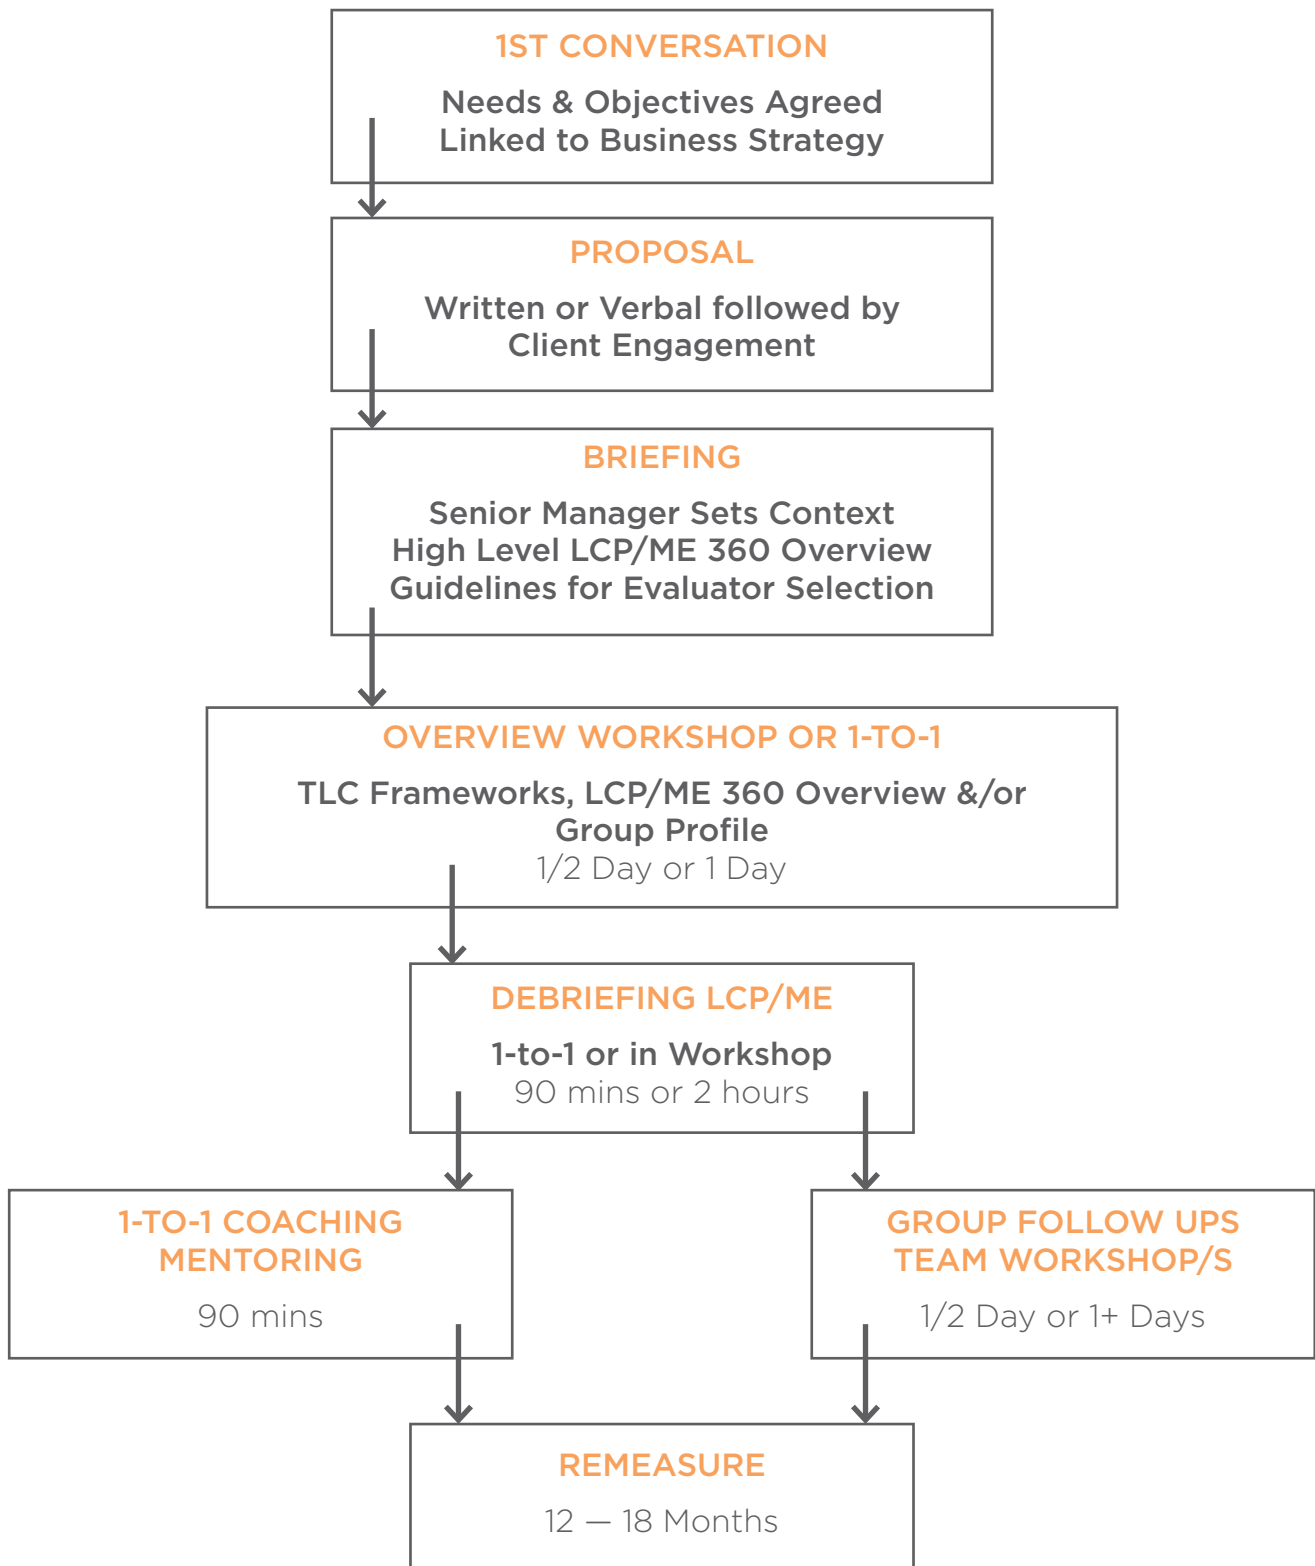 1ST CONVERSATION
Needs & Objectives Agreed
Linked to Business Strategy
PROPOSAL
Written or Verbal followed by
Client Engagement
BRIEFING
Senior Manager Sets Context
High Level LCP/ME 360 Overview
Guidelines for Evaluator Selection
OVERVIEW WORKSHOP OR 1-TO-1
TLC Frameworks, LCP/ME 360 Overview &/or
Group Profile
1/2 Day or 1 Day
DEBRIEFING LCP/ME
1-to-1 or in Workshop
90 mins or 2 hours
1-TO-1 COACHING
MENTORING
90 mins
GROUP FOLLOW UPS
TEAM WORKSHOP/S
1/2 Day or 1+ Days
REMEASURE
12 — 18 Months